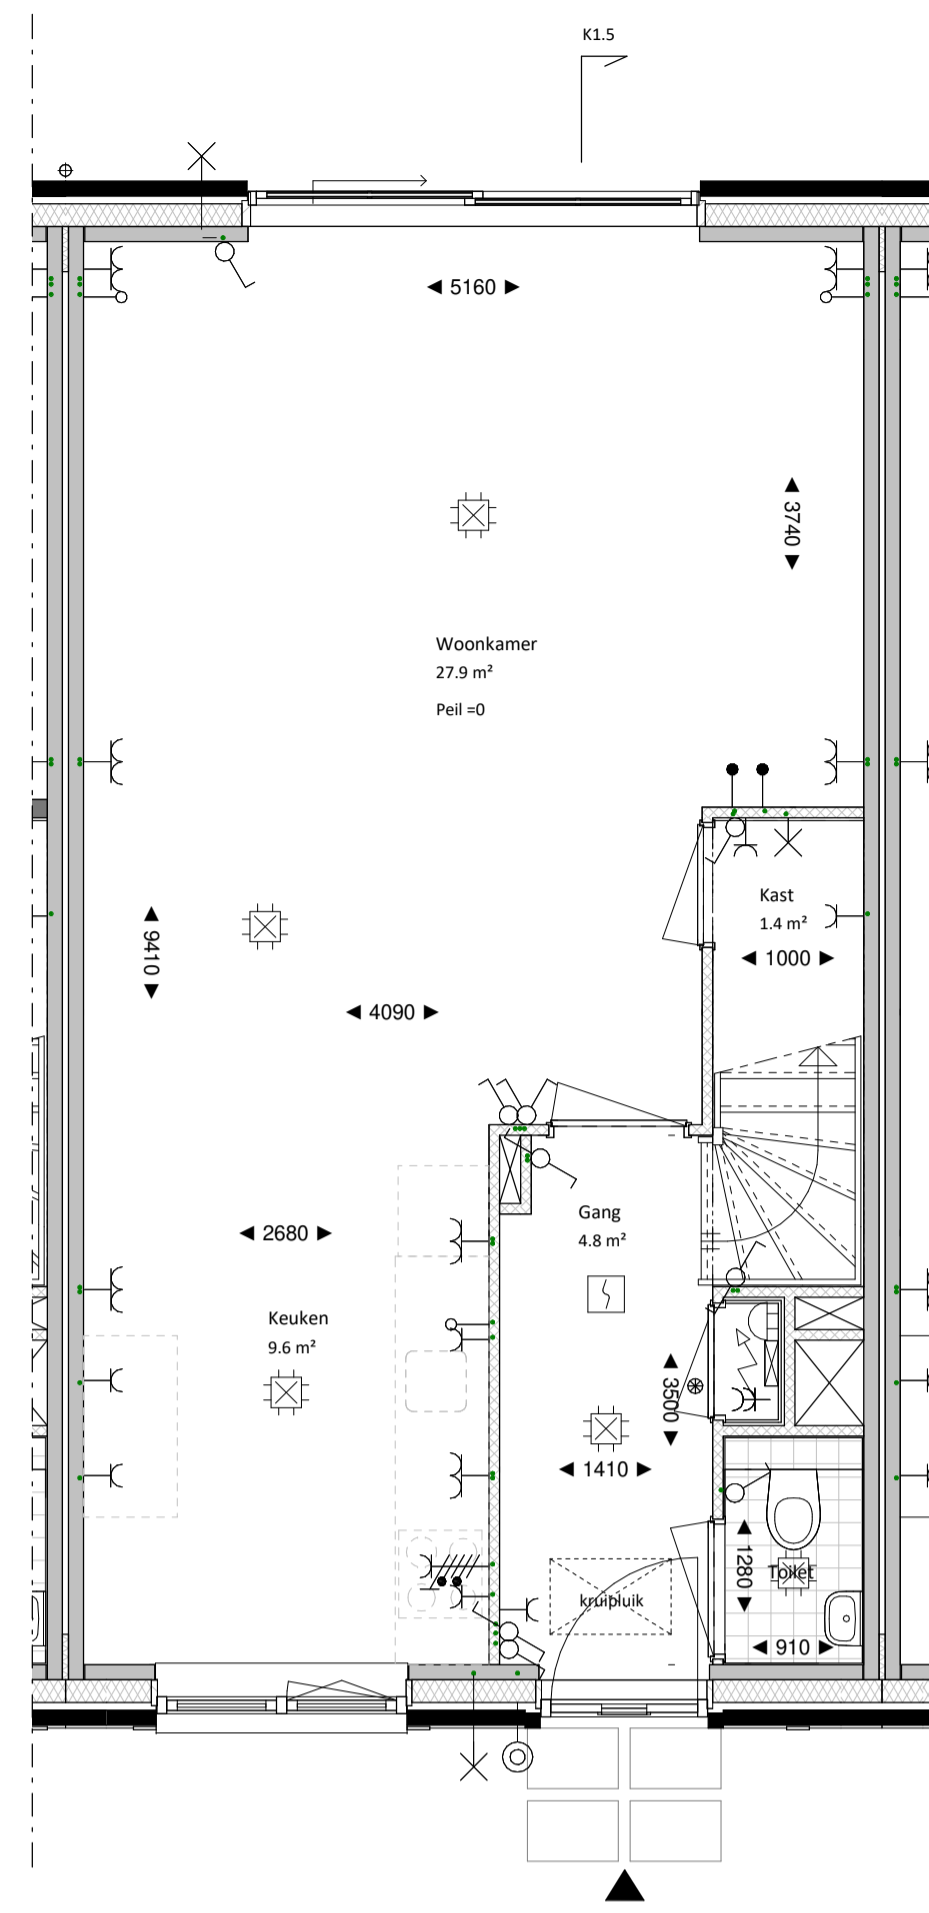 K1.5
5160
3740
Woonkamer
27.9 m²
Peil =0
Kast
1.4 m²
1000
9410
4090
Gang
4.8 m²
2680
Keuken
9.6 m²
3500
1410
1280
Toilet
kruipluik
910